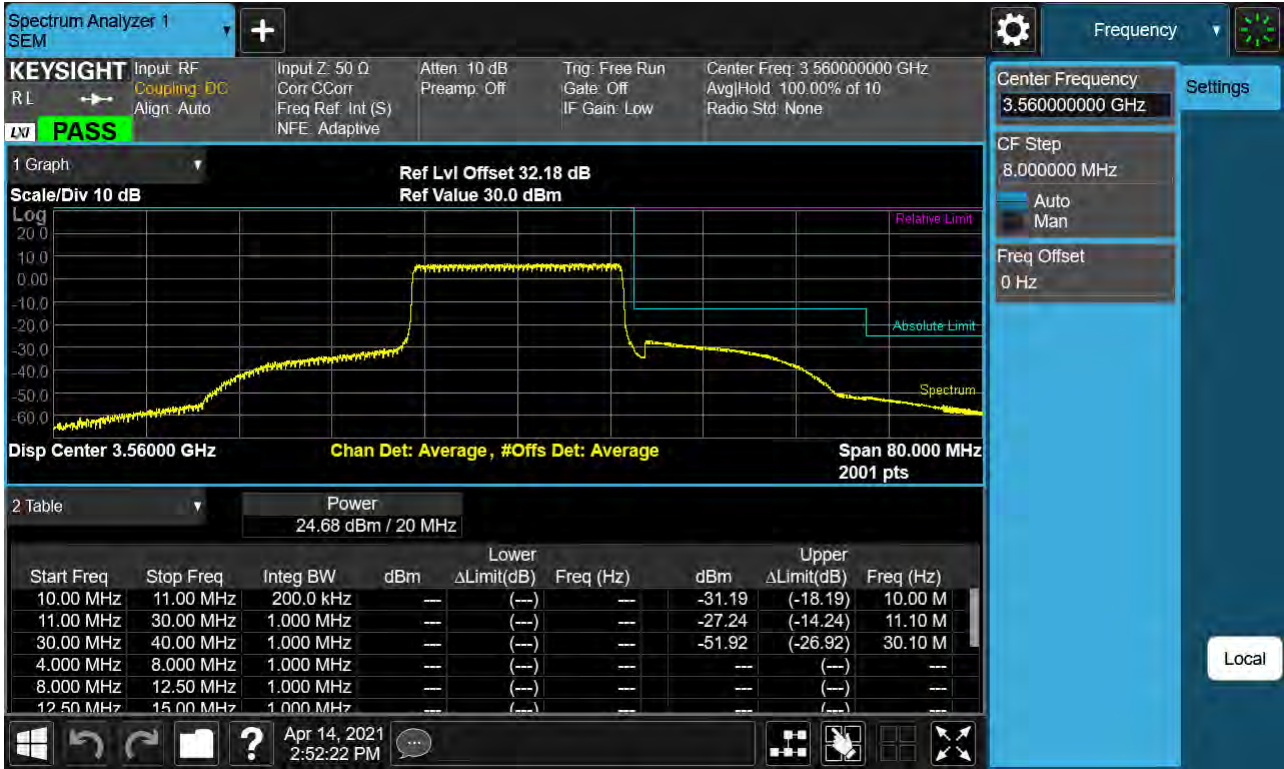 Spectrum Analyzer 1
SEM
+
Frequency
KEYSIGHT
RL
LXI
PASS
Input: RF
Coupling: DC
Align: Auto
Input Z: 50 Ω
Corr CCorr
Freq Ref: Int (S)
NFE: Adaptive
Atten: 10 dB
Preamp: Off
Trig: Free Run
Gate: Off
IF Gain: Low
Center Freq: 3.560000000 GHz
Avg|Hold: 100.00% of 10
Radio Std: None
Center Frequency
3.560000000 GHz
Settings
CF Step
8.000000 MHz
Auto
Man
Freq Offset
0 Hz
1 Graph
Ref Lvl Offset 32.18 dB
Scale/Div 10 dB
Ref Value 30.0 dBm
Log
20.0
10.0
0.00
-10.0
-20.0
-30.0
-40.0
-50.0
-60.0
Relative Limit
Absolute Limit
Spectrum
Disp Center 3.56000 GHz
Chan Det: Average, #Offs Det: Average
Span 80.000 MHz
2001 pts
2 Table
Power
24.68 dBm / 20 MHz
Lower Upper
Start Freq Stop Freq Integ BW dBm ΔLimit(dB) Freq (Hz) dBm ΔLimit(dB) Freq (Hz)
10.00 MHz 11.00 MHz 200.0 kHz --- (---) --- -31.19 (-18.19) 10.00 M
11.00 MHz 30.00 MHz 1.000 MHz --- (---) --- -27.24 (-14.24) 11.10 M
30.00 MHz 40.00 MHz 1.000 MHz --- (---) --- -51.92 (-26.92) 30.10 M
4.000 MHz 8.000 MHz 1.000 MHz --- (---) --- --- (---) ---
8.000 MHz 12.50 MHz 1.000 MHz --- (---) --- --- (---) ---
12.50 MHz 15.00 MHz 1.000 MHz --- (---) --- --- (---) ---
Local
?
Apr 14, 2021
2:52:22 PM